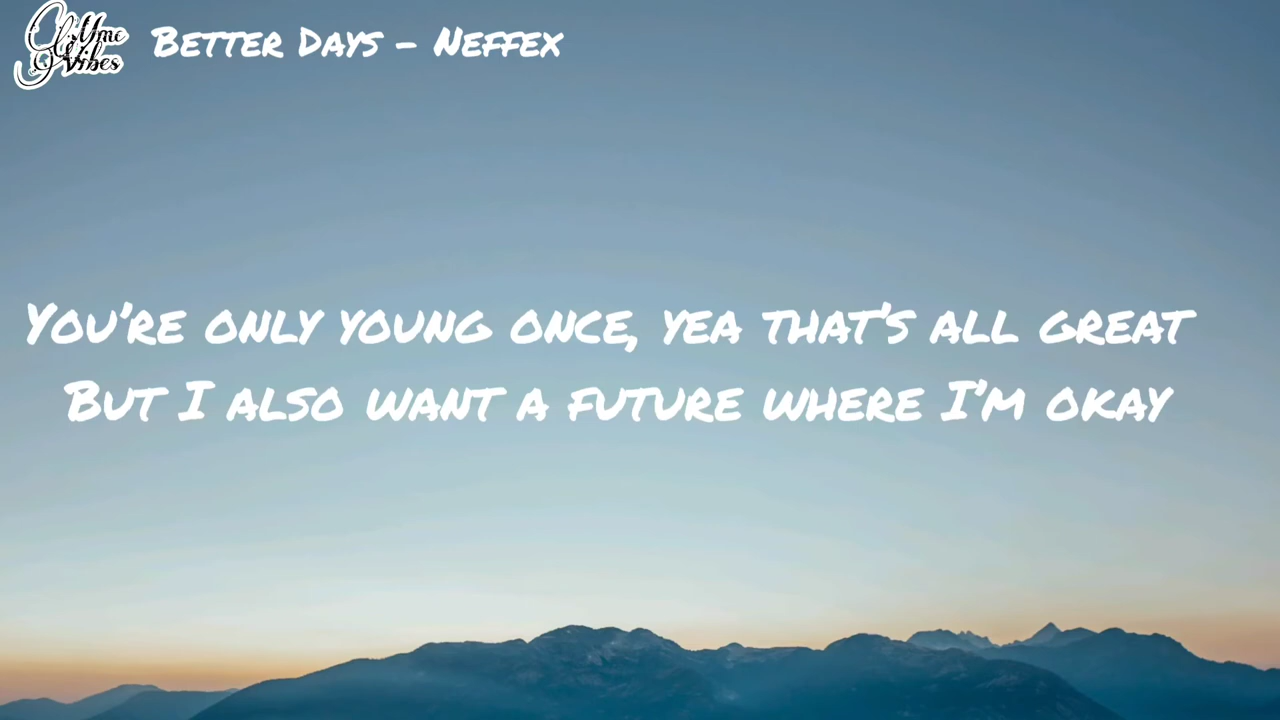 Better Days - Neffex
You're only young once, yea that's all great
But I also want a future where I'm okay